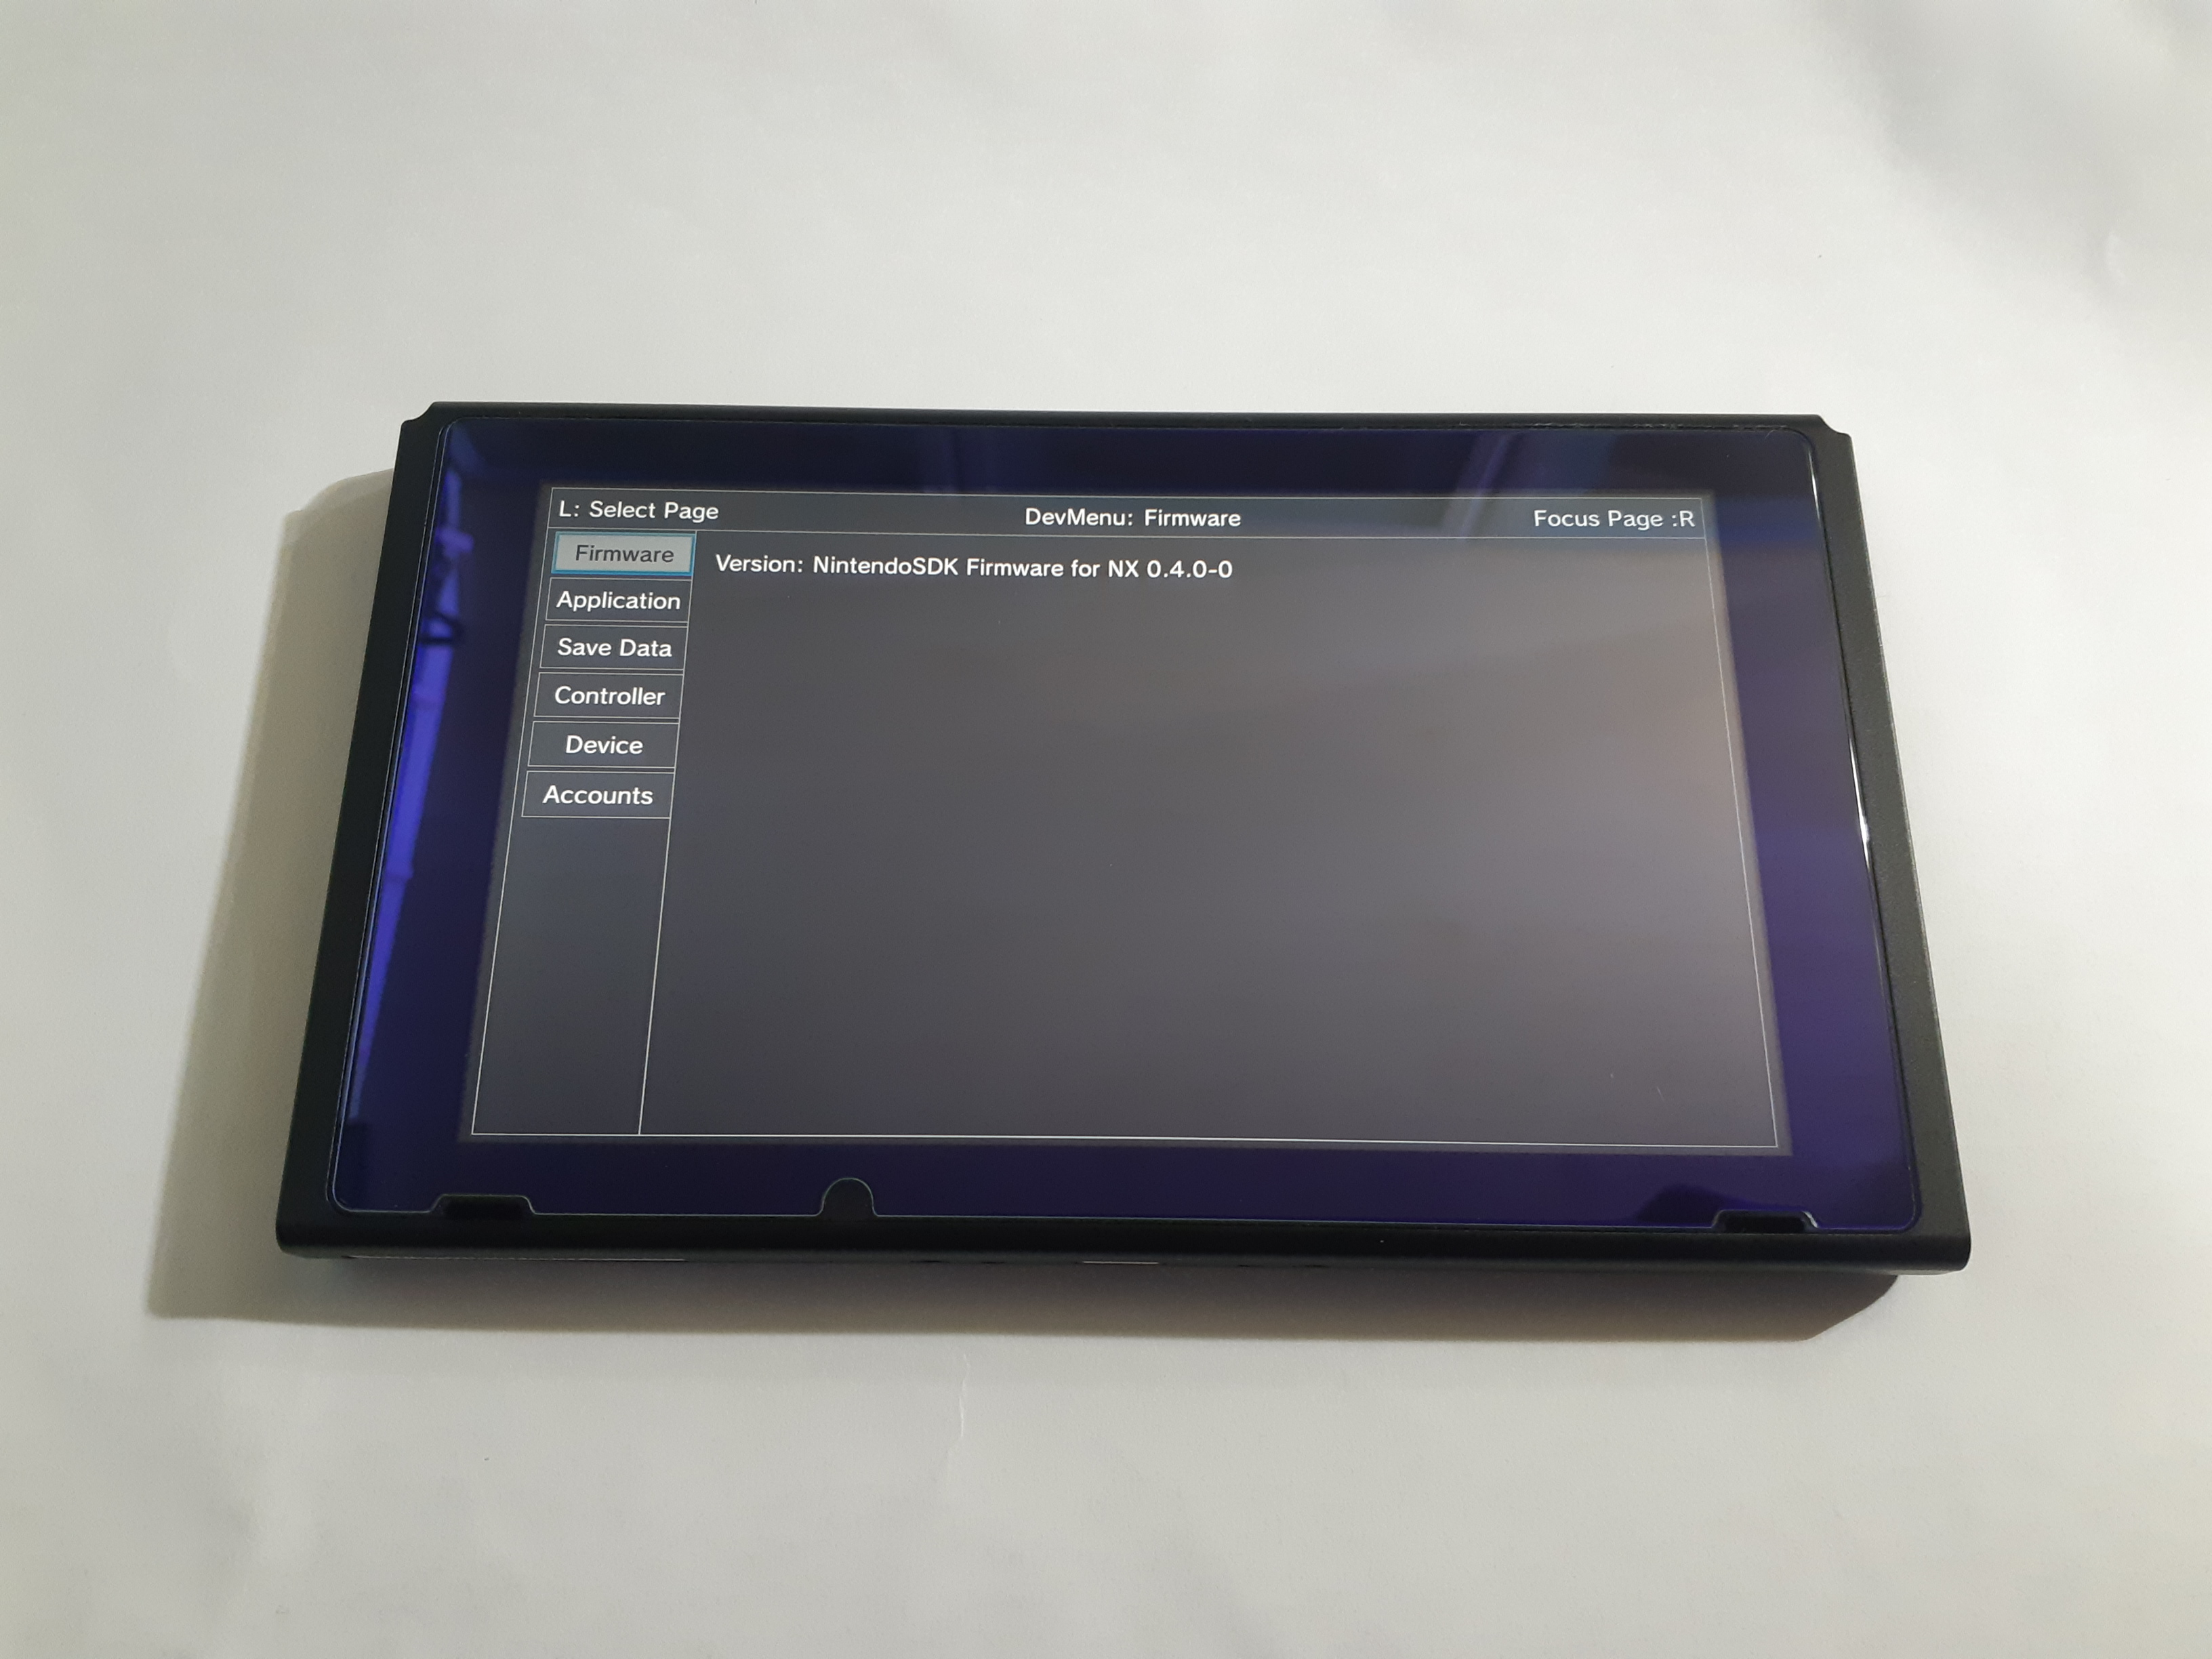 L: Select Page
DevMenu: Firmware
Focus Page :R
Firmware
Version: NintendoSDK Firmware for NX 0.4.0-0
Application
Save Data
Controller
Device
Accounts